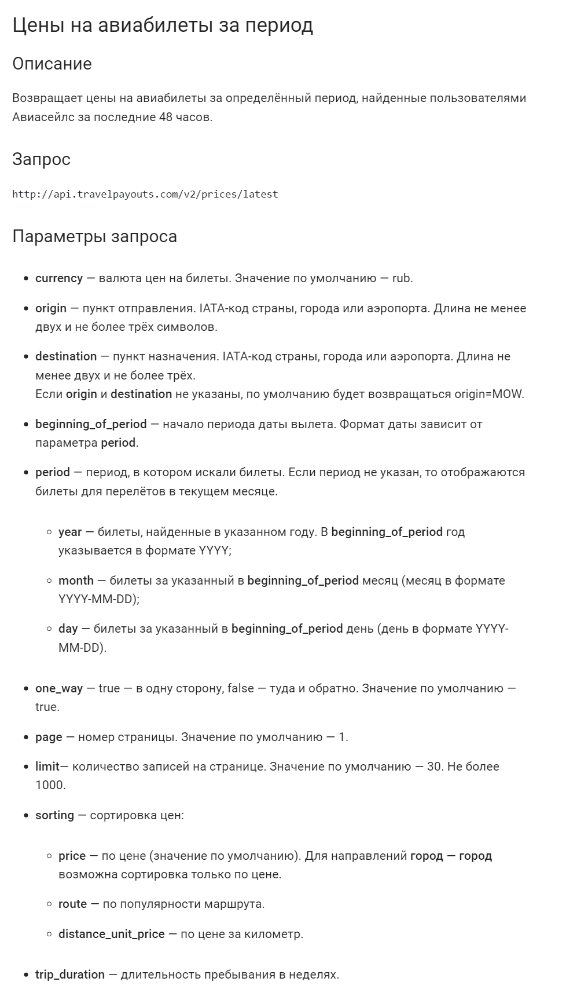 Цены на авиабилеты за период
Описание
Возвращает цены на авиабилеты за определённый период, найденные пользователями
Авиасейлс за последние 48 часов.
Запрос
http://api.travelpayouts.com/v2/prices/latest
Параметры запроса
• currency — валюта цен на билеты. Значение по умолчанию — rub.
• origin — пункт отправления. IATA-код страны, города или аэропорта. Длина не менее
двух и не более трёх символов.
• destination — пункт назначения. IATA-код страны, города или аэропорта. Длина не
менее двух и не более трёх.
Если origin и destination не указаны, по умолчанию будет возвращаться origin=MOW.
• beginning_of_period — начало периода даты вылета. Формат даты зависит от
параметра period.
• period — период, в котором искали билеты. Если период не указан, то отображаются
билеты для перелётов в текущем месяце.
◦ year — билеты, найденные в указанном году. В beginning_of_period год
указывается в формате YYYY;
◦ month — билеты за указанный в beginning_of_period месяц (месяц в формате
YYYY-MM-DD);
◦ day — билеты за указанный в beginning_of_period день (день в формате YYYY-
MM-DD).
• one_way — true — в одну сторону, false — туда и обратно. Значение по умолчанию —
true.
• page — номер страницы. Значение по умолчанию — 1.
• limit— количество записей на странице. Значение по умолчанию — 30. Не более
1000.
• sorting — сортировка цен:
◦ price — по цене (значение по умолчанию). Для направлений город — город
возможна сортировка только по цене.
◦ route — по популярности маршрута.
◦ distance_unit_price — по цене за километр.
• trip_duration — длительность пребывания в неделях.